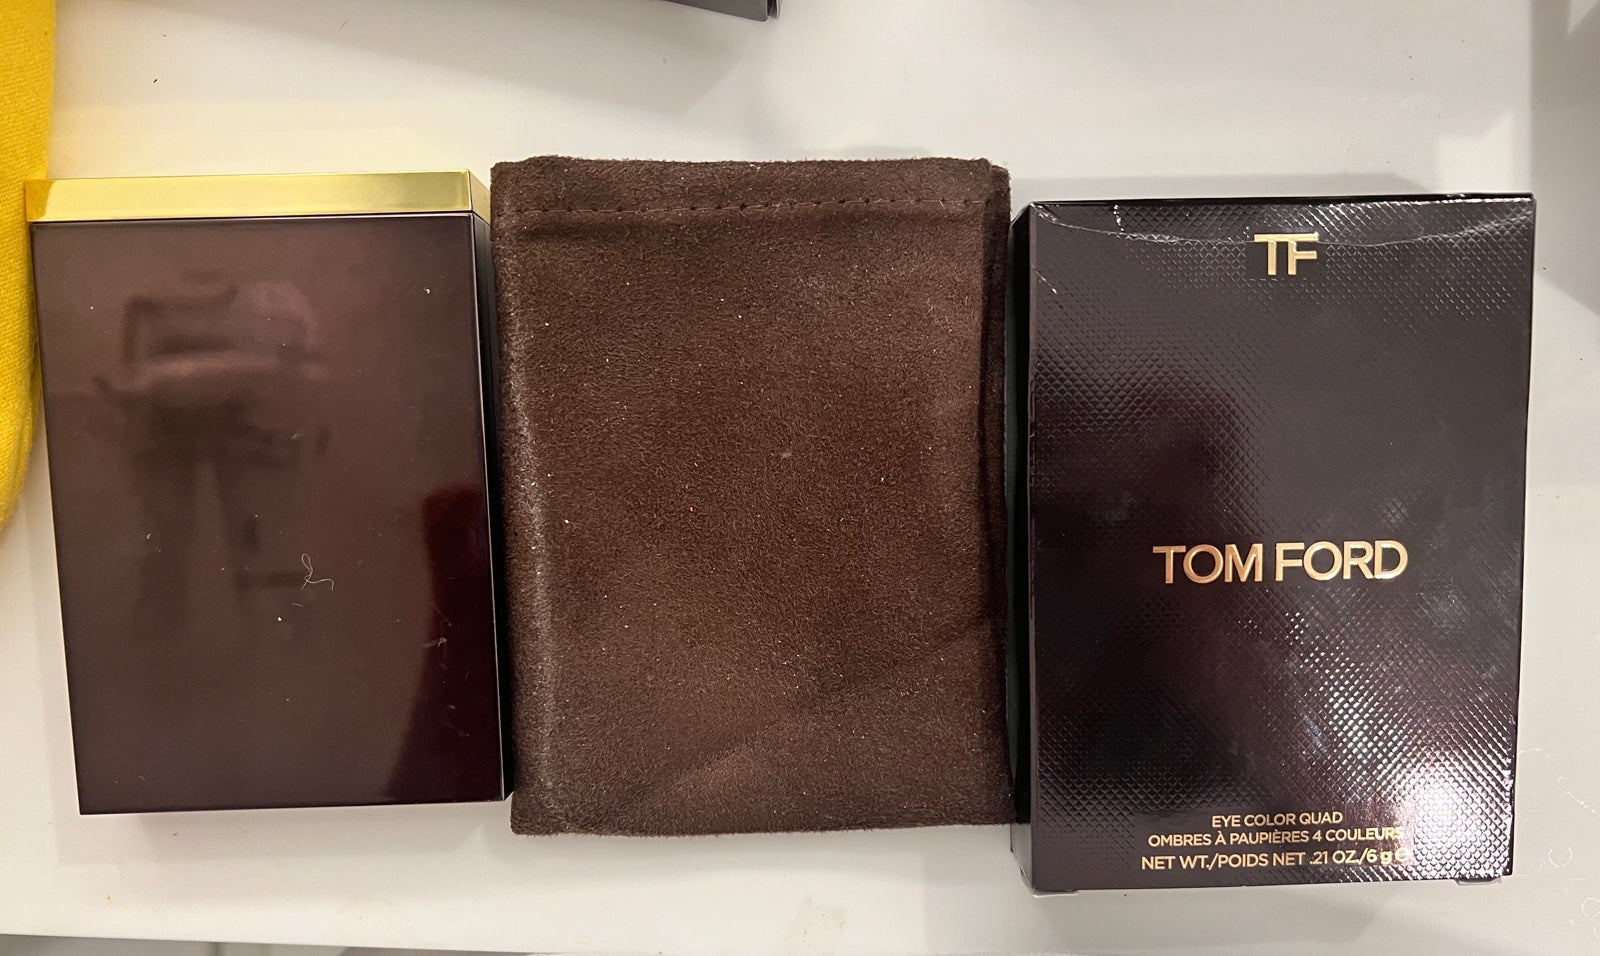 TF
TOM FORD
EYE COLOR QUAD
OMBRES À PAUPIÈRES 4 COULEURS
NET WT./POIDS NET .21 OZ./6 g ℮